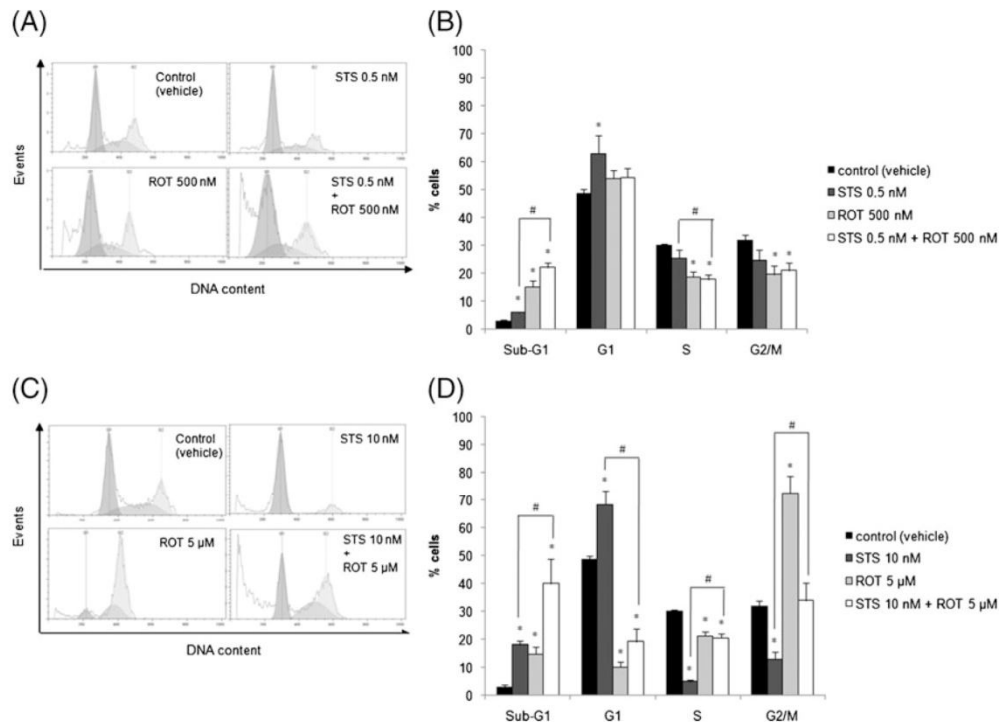 (A)
Events
Control
(vehicle)
STS 0.5 nM
ROT 500 nM
STS 0.5 nM
+
ROT 500 nM
DNA content
(B)
% cells
100
90
80
70
60
50
40
30
20
10
0
*
#
*
*
*
#
*
*
*
*
Sub-G1 G1 S G2/M
control (vehicle)
STS 0.5 nM
ROT 500 nM
STS 0.5 nM + ROT 500 nM
(C)
Events
Control
(vehicle)
STS 10 nM
ROT 5 µM
STS 10 nM
+
ROT 5 µM
DNA content
(D)
% cells
100
90
80
70
60
50
40
30
20
10
0
#
#
*
*
#
*
*
*
*
*
#
*
*
*
*
*
Sub-G1 G1 S G2/M
control (vehicle)
STS 10 nM
ROT 5 µM
STS 10 nM + ROT 5 µM